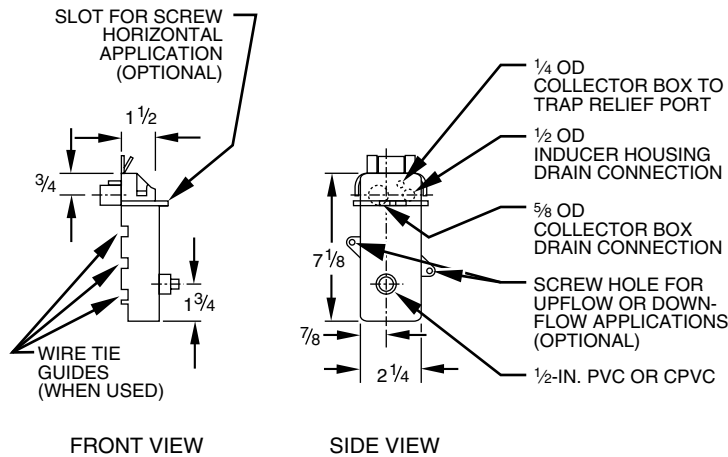 SLOT FOR SCREW
HORIZONTAL
APPLICATION
(OPTIONAL)
1 1⁄2
3⁄4
1 3⁄4
WIRE TIE
GUIDES
(WHEN USED)
FRONT VIEW
1⁄4 OD
COLLECTOR BOX TO
TRAP RELIEF PORT
1⁄2 OD
INDUCER HOUSING
DRAIN CONNECTION
5⁄8 OD
COLLECTOR BOX
DRAIN CONNECTION
SCREW HOLE FOR
UPFLOW OR DOWN-
FLOW APPLICATIONS
(OPTIONAL)
1⁄2-IN. PVC OR CPVC
7 1⁄8
7⁄8
2 1⁄4
SIDE VIEW